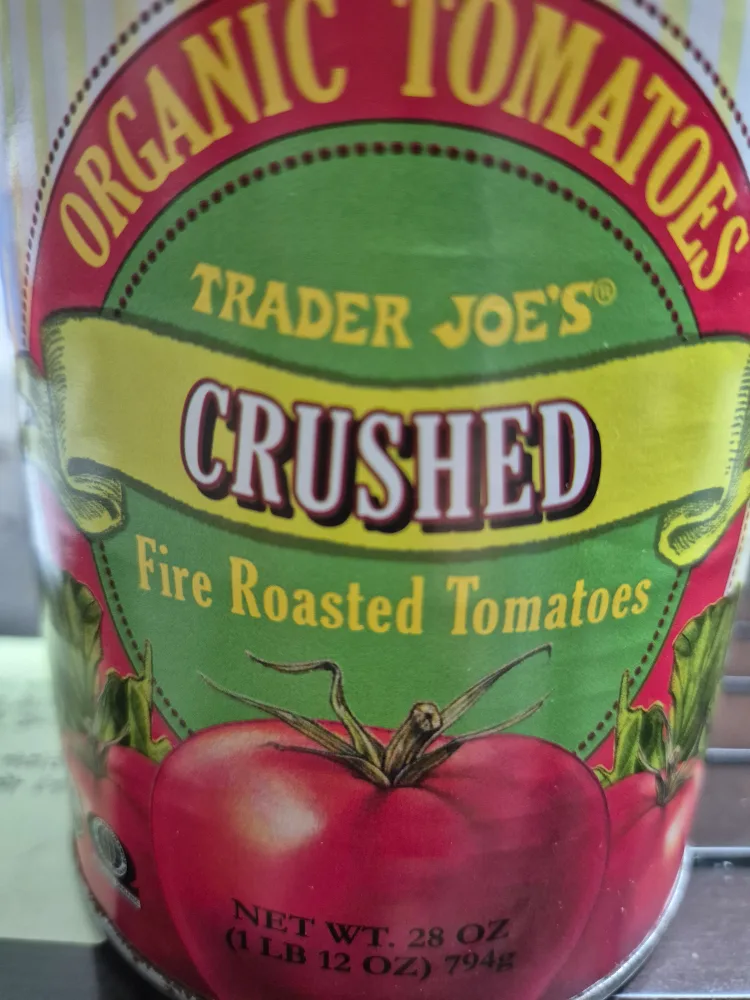 ORGANIC TOMATOES
TRADER JOE'S®
CRUSHED
Fire Roasted Tomatoes
NET WT. 28 OZ
(1 LB 12 OZ) 794g